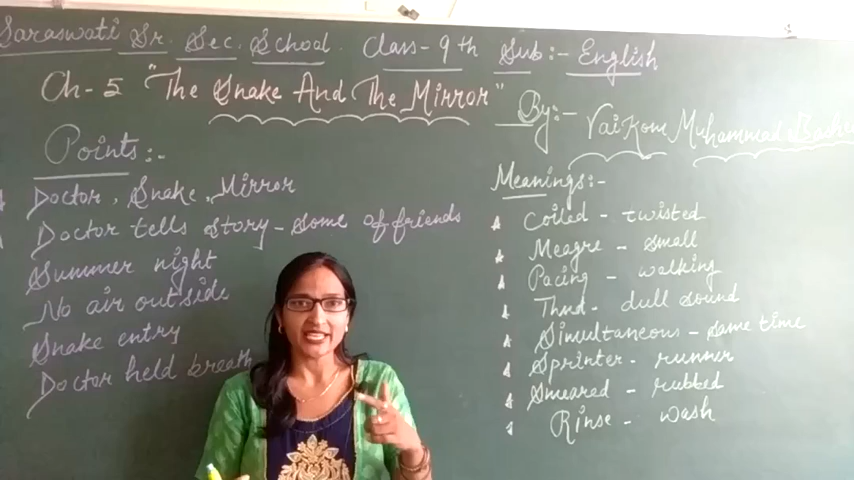 Saraswati Sr. Sec. School. Class - 9th Sub:- English
Ch - 5 "The Snake And The Mirror"
By:- Vaikom Muhammad
Points:-
Doctor, Snake, Mirror
Doctor tells story - some of friends
Summer night
No air outside
Snake entry
Doctor held breath
Meanings:-
Coiled - twisted
Meagre - small
Pacing - walking
Thud - dull sound
Simultaneous - same time
Sprinter - runner
Smeared - rubbed
Rinse - wash